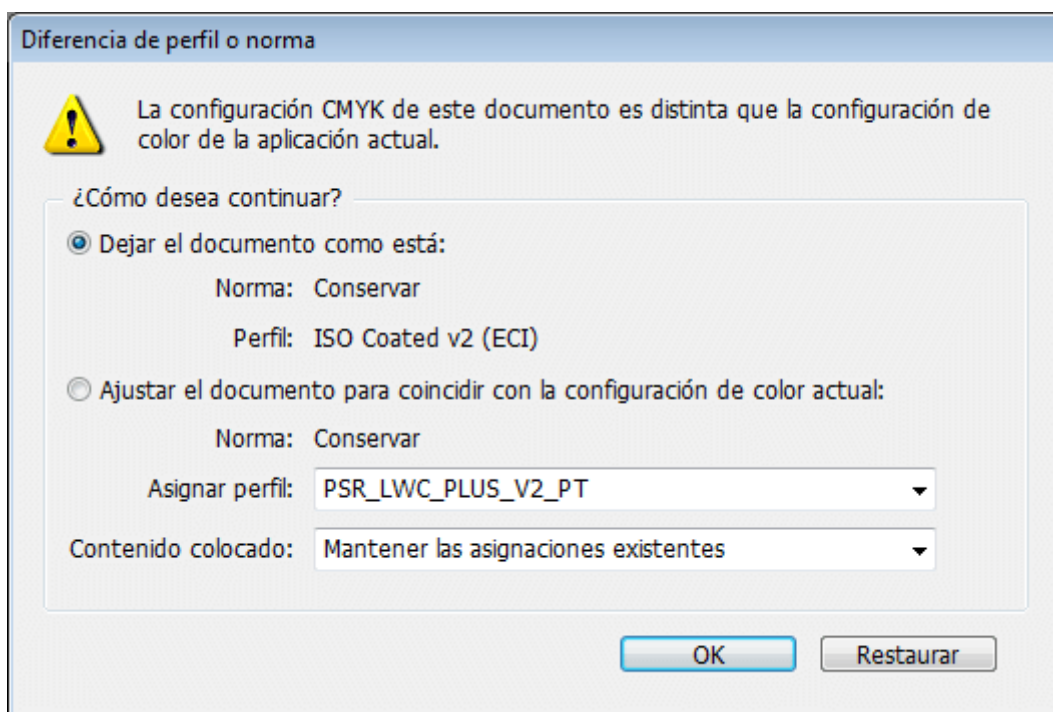 Diferencia de perfil o norma
La configuración CMYK de este documento es distinta que la configuración de
color de la aplicación actual.
¿Cómo desea continuar?
Dejar el documento como está:
Norma: Conservar
Perfil: ISO Coated v2 (ECI)
Ajustar el documento para coincidir con la configuración de color actual:
Norma: Conservar
Asignar perfil: PSR_LWC_PLUS_V2_PT
Contenido colocado: Mantener las asignaciones existentes
OK Restaurar